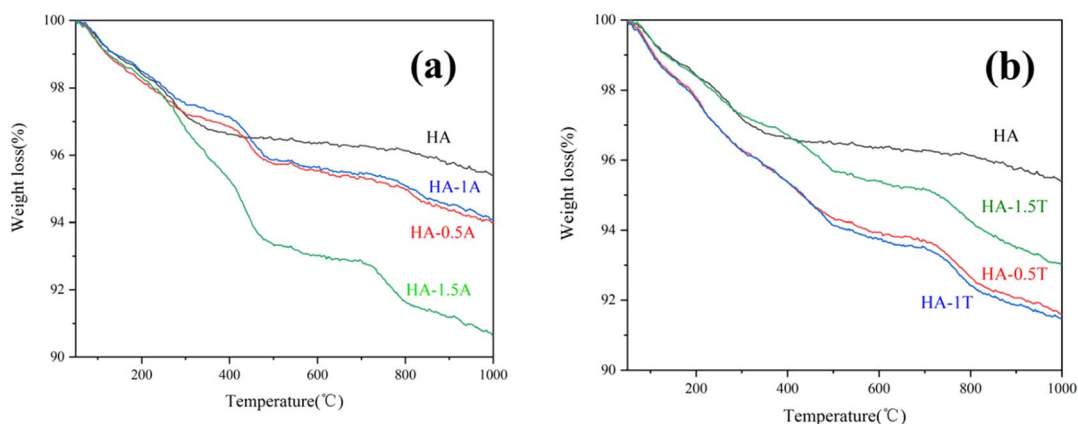 (a)
Weight loss(%)
100
98
96
94
92
90
HA
HA-1A
HA-0.5A
HA-1.5A
200 400 600 800 1000
Temperature(℃)
(b)
Weight loss(%)
100
98
96
94
92
90
HA
HA-1.5T
HA-0.5T
HA-1T
200 400 600 800 1000
Temperature(℃)